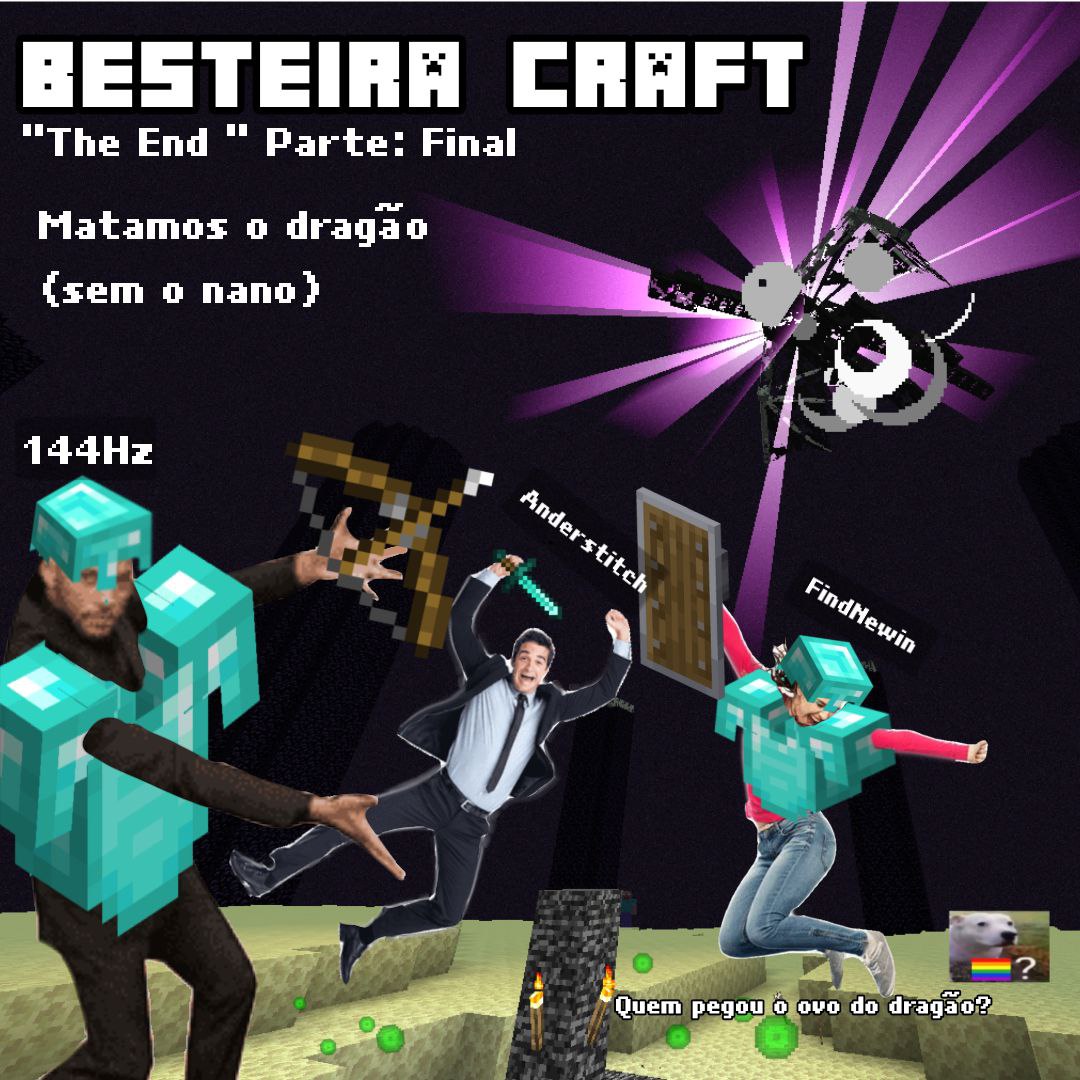 BESTEIRA CRAFT
"The End " Parte: Final
Matamos o dragão
(sem o nano)
144Hz
Anderstitch
FindNewin
?
Quem pegou o ovo do dragão?